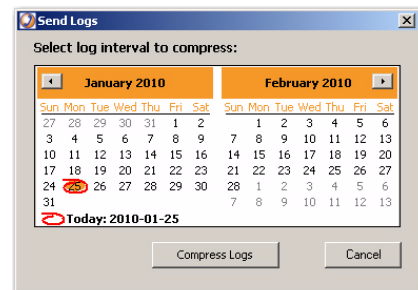 Send Logs
Select log interval to compress:
January 2010 February 2010
Sun Mon Tue Wed Thu Fri Sat Sun Mon Tue Wed Thu Fri Sat
27 28 29 30 31 1 2 1 2 3 4 5 6
3 4 5 6 7 8 9 7 8 9 10 11 12 13
10 11 12 13 14 15 16 14 15 16 17 18 19 20
17 18 19 20 21 22 23 21 22 23 24 25 26 27
24 25 26 27 28 29 30 28 1 2 3 4 5 6
31 7 8 9 10 11 12 13
Today: 2010-01-25
Compress Logs Cancel